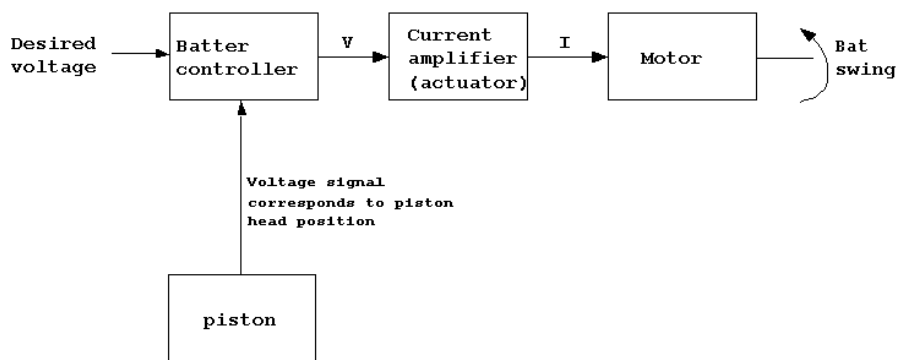 Desired
voltage
Batter
controller
V
Current
amplifier
(actuator)
I
Motor
Bat
swing
Voltage signal
corresponds to piston
head position
piston